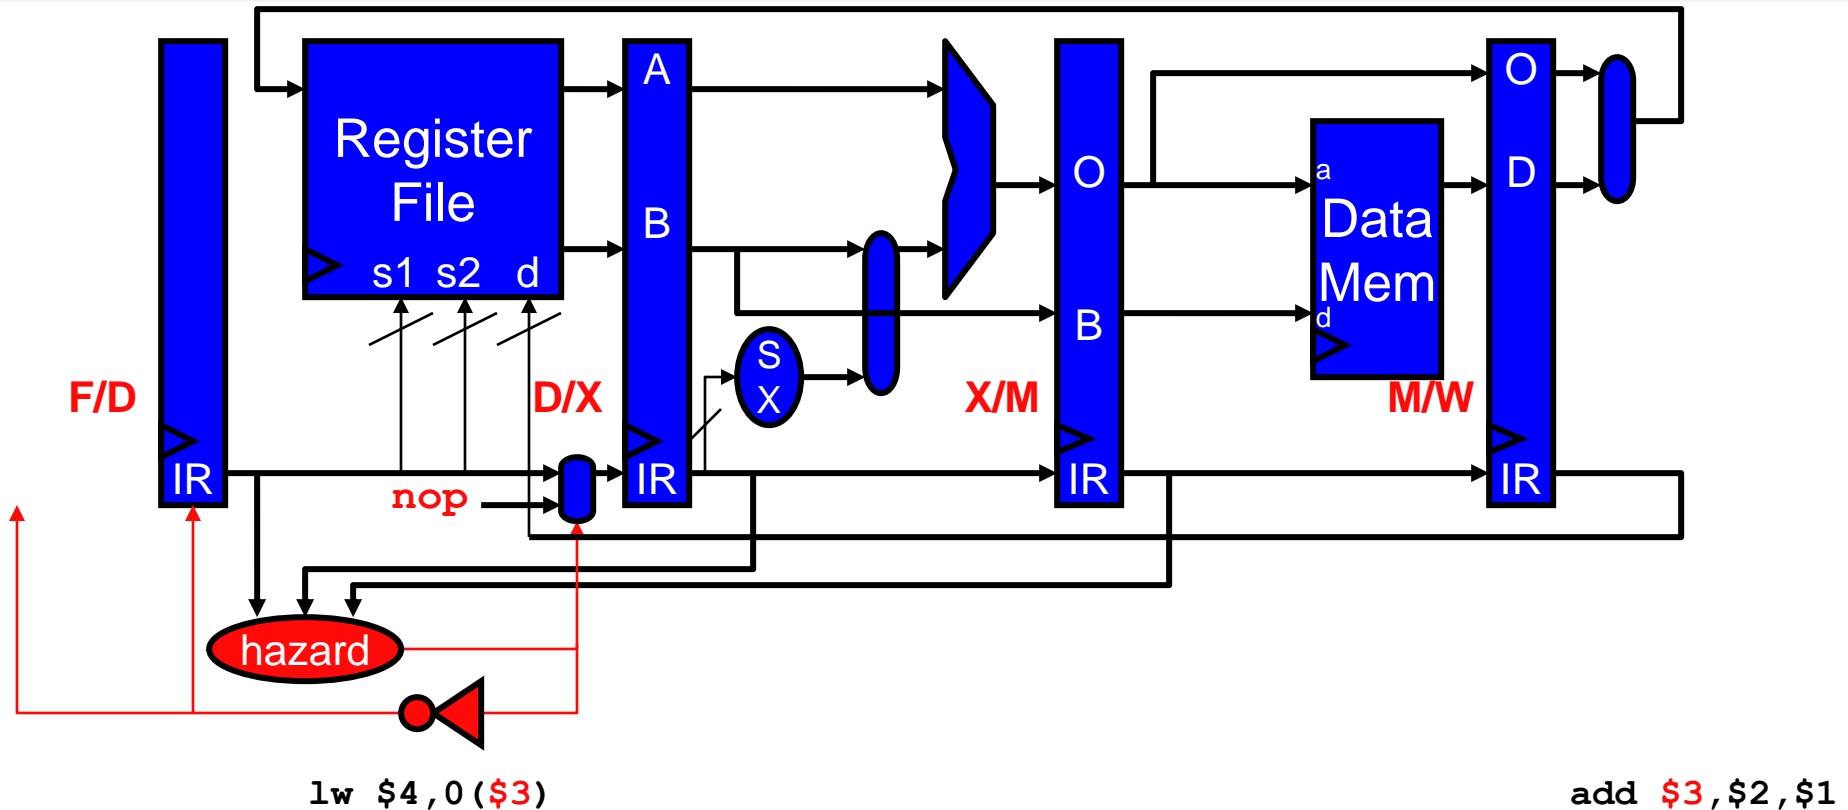 Register
File
s1 s2 d
A
B
O
B
a
Data
Mem
d
O
D
S
X
F/D
D/X
X/M
M/W
IR
nop
IR
IR
IR
hazard
lw $4,0($3)
add $3,$2,$1